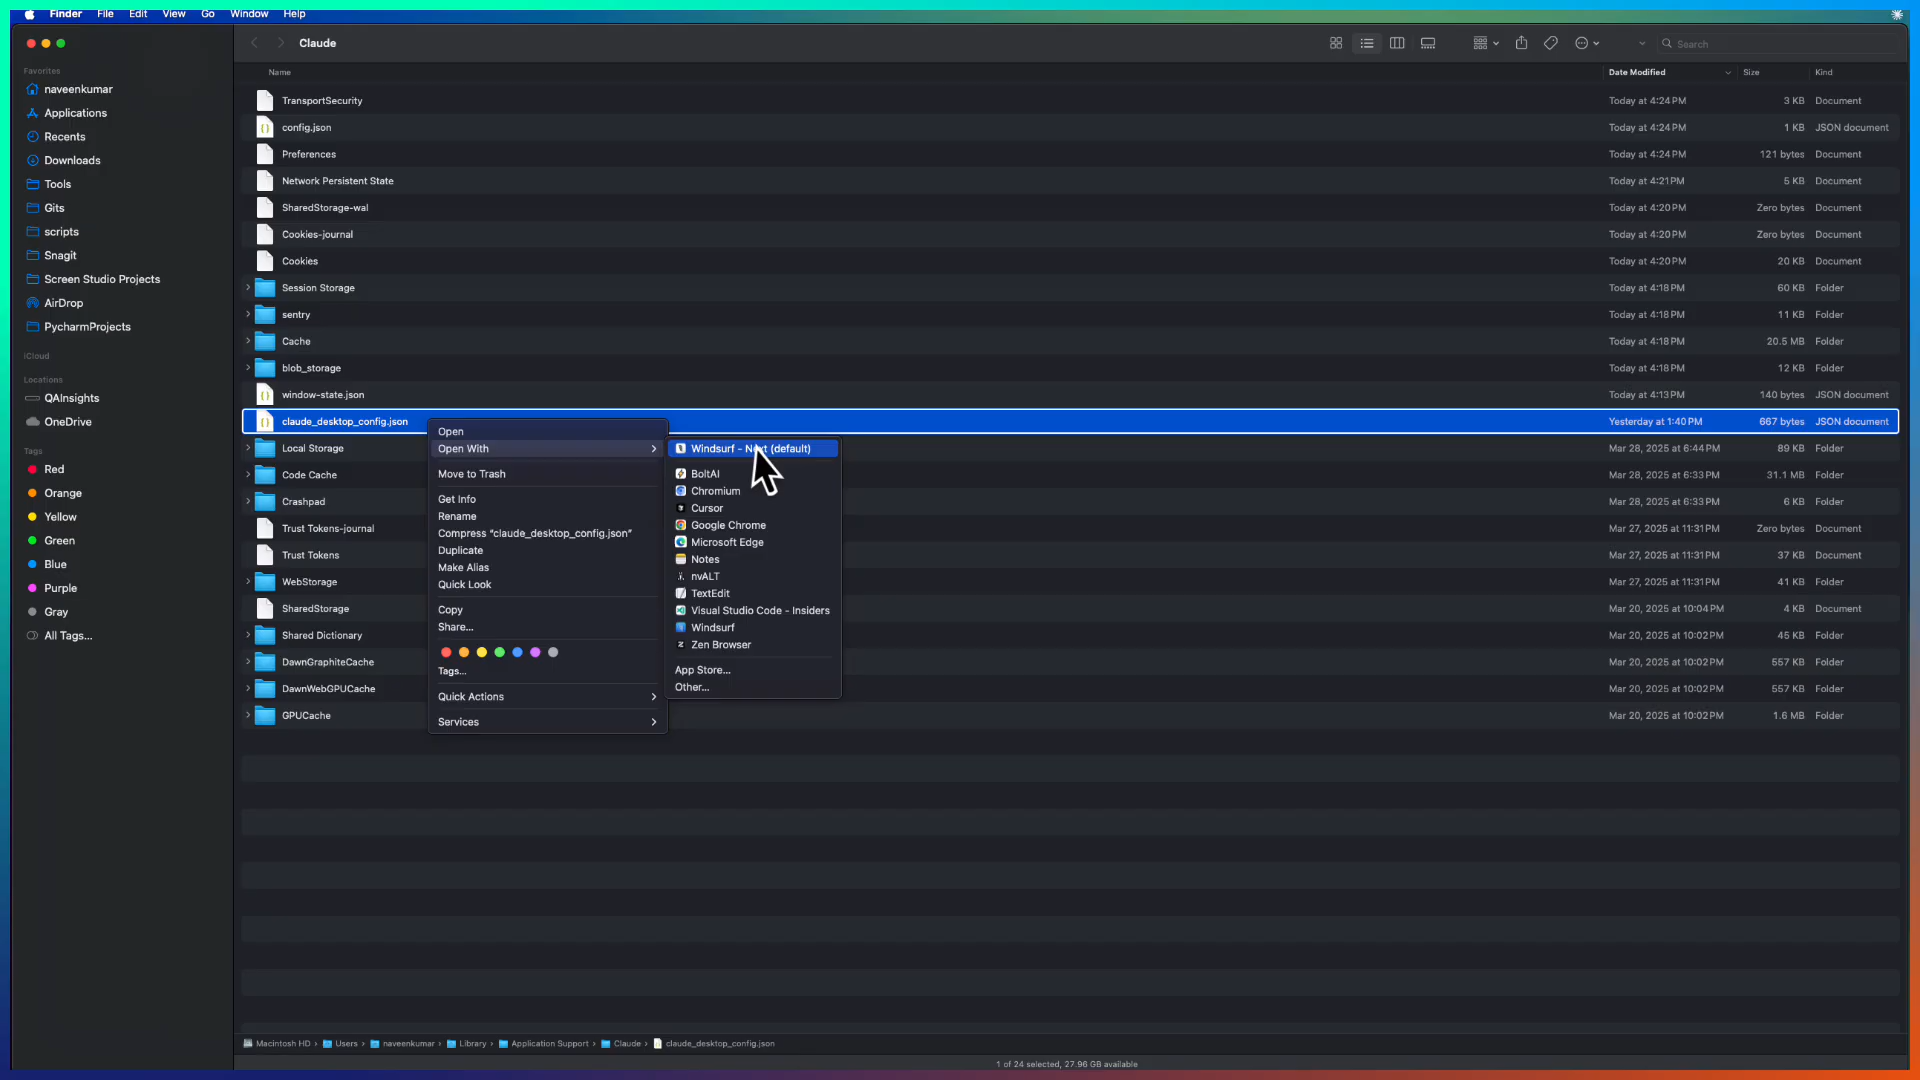 Finder File Edit View Go Window Help
Claude
Search
Favorites
naveenkumar
Applications
Recents
Downloads
Tools
Gits
scripts
Snagit
Screen Studio Projects
AirDrop
PycharmProjects
iCloud
Locations
QAInsights
OneDrive
Tags
Red
Orange
Yellow
Green
Blue
Purple
Gray
All Tags...
Name Date Modified Size Kind
TransportSecurity Today at 4:24 PM 3 KB Document
config.json Today at 4:24 PM 1 KB JSON document
Preferences Today at 4:24 PM 121 bytes Document
Network Persistent State Today at 4:21 PM 5 KB Document
SharedStorage-wal Today at 4:20 PM Zero bytes Document
Cookies-journal Today at 4:20 PM Zero bytes Document
Cookies Today at 4:20 PM 20 KB Document
Session Storage Today at 4:18 PM 60 KB Folder
sentry Today at 4:18 PM 11 KB Folder
Cache Today at 4:18 PM 20.5 MB Folder
blob_storage Today at 4:18 PM 12 KB Folder
window-state.json Today at 4:13 PM 140 bytes JSON document
claude_desktop_config.json Yesterday at 1:40 PM 667 bytes JSON document
Local Storage Mar 28, 2025 at 6:44 PM 89 KB Folder
Code Cache Mar 28, 2025 at 6:33 PM 31.1 MB Folder
Crashpad Mar 28, 2025 at 6:33 PM 6 KB Folder
Trust Tokens-journal Mar 27, 2025 at 11:31 PM Zero bytes Document
Trust Tokens Mar 27, 2025 at 11:31 PM 37 KB Document
WebStorage Mar 27, 2025 at 11:31 PM 41 KB Folder
SharedStorage Mar 20, 2025 at 10:04 PM 4 KB Document
Shared Dictionary Mar 20, 2025 at 10:02 PM 45 KB Folder
DawnGraphiteCache Mar 20, 2025 at 10:02 PM 557 KB Folder
DawnWebGPUCache Mar 20, 2025 at 10:02 PM 557 KB Folder
GPUCache Mar 20, 2025 at 10:02 PM 1.6 MB Folder
Open
Open With
Move to Trash
Get Info
Rename
Compress “claude_desktop_config.json”
Duplicate
Make Alias
Quick Look
Copy
Share...
Tags...
Quick Actions
Services
Windsurf - (default)
BoltAI
Chromium
Cursor
Google Chrome
Microsoft Edge
Notes
nvALT
TextEdit
Visual Studio Code - Insiders
Windsurf
Zen Browser
App Store...
Other...
Macintosh HD › Users › naveenkumar › Library › Application Support › Claude › claude_desktop_config.json
1 of 24 selected, 27.96 GB available